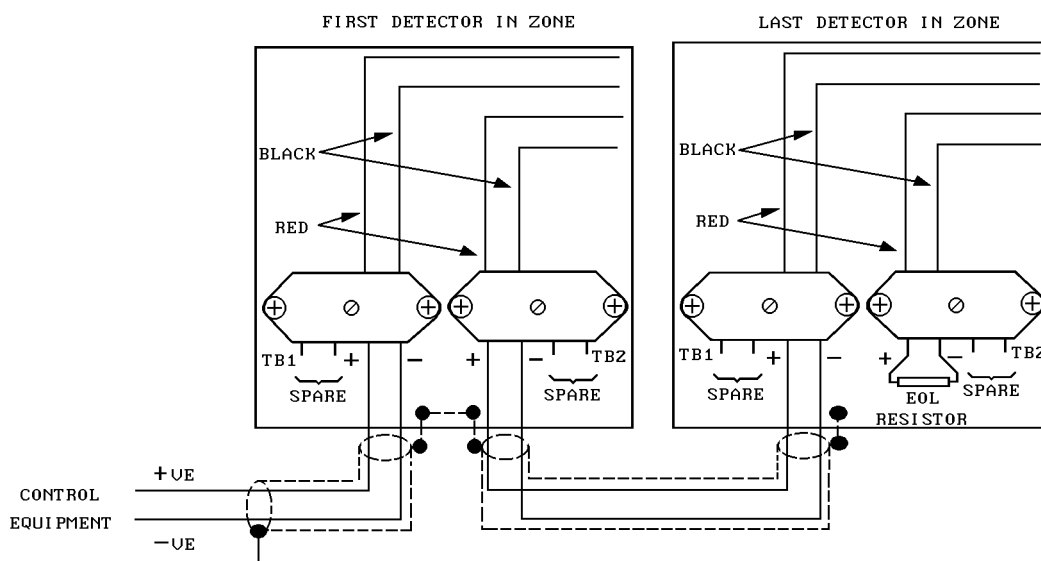 FIRST DETECTOR IN ZONE
LAST DETECTOR IN ZONE
BLACK
RED
TB1
+
−
+
−
TB2
SPARE
SPARE
BLACK
RED
TB1
+
−
+
−
TB2
SPARE
EOL
RESISTOR
SPARE
+VE
CONTROL
EQUIPMENT
−VE